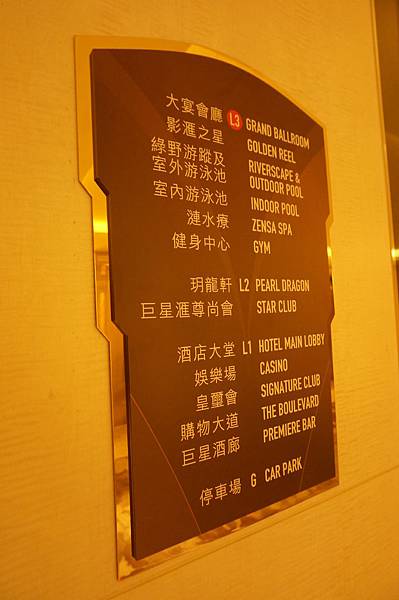 大宴會廳 L3 GRAND BALLROOM
影滙之星 GOLDEN REEL
綠野游蹤及 RIVERSCAPE &
室外游泳池 OUTDOOR POOL
室內游泳池 INDOOR POOL
漣水療 ZENSA SPA
健身中心 GYM
玥龍軒 L2 PEARL DRAGON
巨星滙尊尚會 STAR CLUB
酒店大堂 L1 HOTEL MAIN LOBBY
娛樂場 CASINO
皇璽會 SIGNATURE CLUB
購物大道 THE BOULEVARD
巨星酒廊 PREMIERE BAR
停車場 G CAR PARK